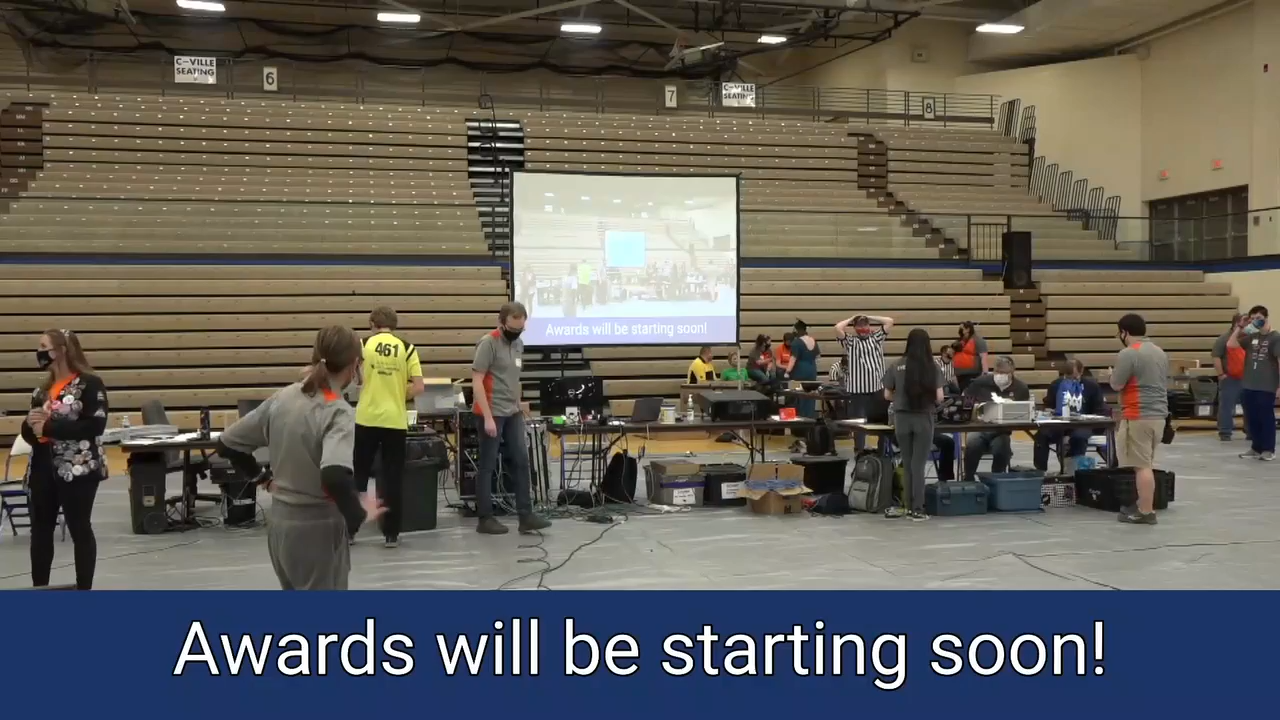 C-VILLE
SEATING
6
7
C-VILLE
SEATING
8
461
Awards will be starting soon!
Awards will be starting soon!